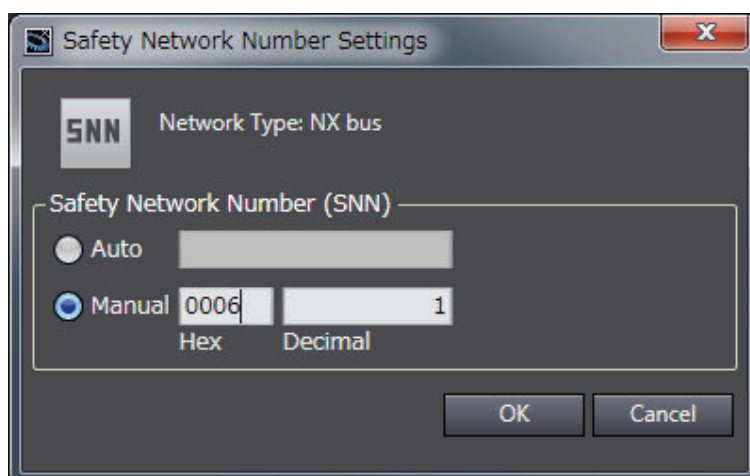 Safety Network Number Settings
x
SNN
Network Type: NX bus
Safety Network Number (SNN)
Auto
Manual 0006 1
Hex Decimal
OK Cancel